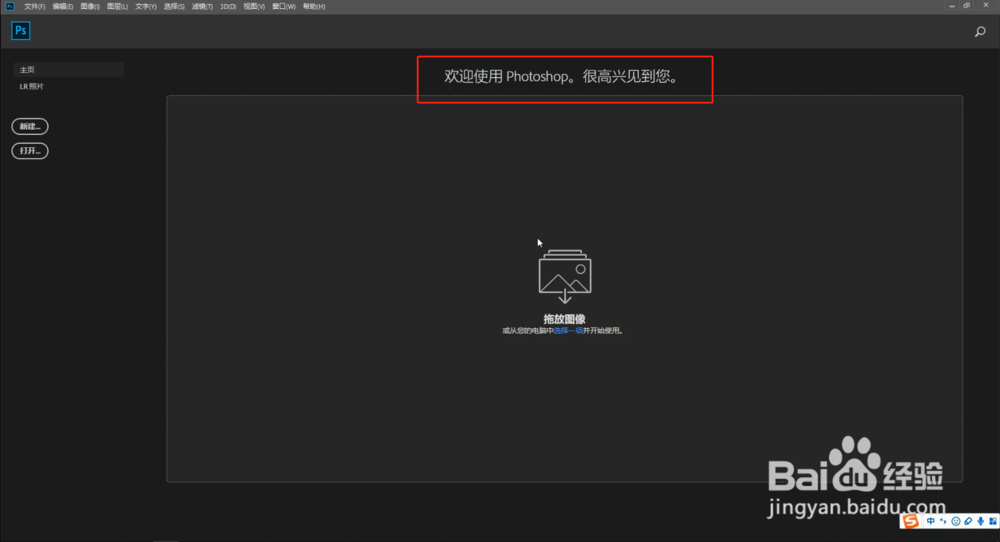 文件(F) 编辑(E) 图像(I) 图层(L) 文字(Y) 选择(S) 滤镜(T) 3D(D) 视图(V) 窗口(W) 帮助(H)
Ps
欢迎使用 Photoshop。很高兴见到您。
主页
LR 照片
新建...
打开...
拖放图像
或从您的电脑中选择一项并开始使用。
Bai du 经验
jingyan.baidu.com
中